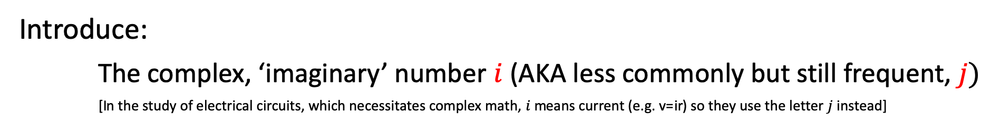 Introduce:
The complex, ‘imaginary’ number i (AKA less commonly but still frequent, j)
[In the study of electrical circuits, which necessitates complex math, i means current (e.g. v=ir) so they use the letter j instead]